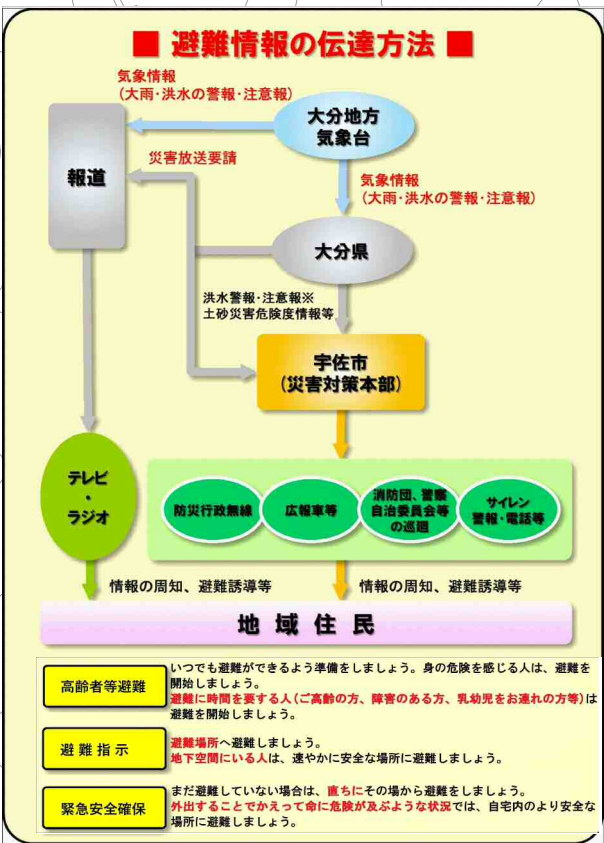 ■ 避難情報の伝達方法 ■
気象情報
(大雨・洪水の警報・注意報)
大分地方
気象台
報道
災害放送要請
気象情報
(大雨・洪水の警報・注意報)
大分県
洪水警報・注意報※
土砂災害危険度情報等
宇佐市
(災害対策本部)
テレビ
・
ラジオ
防災行政無線
広報車等
消防団、警察
自治委員会等
の巡廻
サイレン
警報・電話等
情報の周知、避難誘導等
情報の周知、避難誘導等
地域住民
高齢者等避難
いつでも避難ができるよう準備をしましょう。身の危険を感じる人は、避難を
開始しましょう。
避難に時間を要する人(ご高齢の方、障害のある方、乳幼児をお連れの方等)は
避難を開始しましょう。
避難指示
避難場所へ避難しましょう。
地下空間にいる人は、速やかに安全な場所に避難しましょう。
緊急安全確保
まだ避難していない場合は、直ちにその場から避難をしましょう。
外出することでかえって命に危険が及ぶような状況では、自宅内のより安全な
場所に避難しましょう。